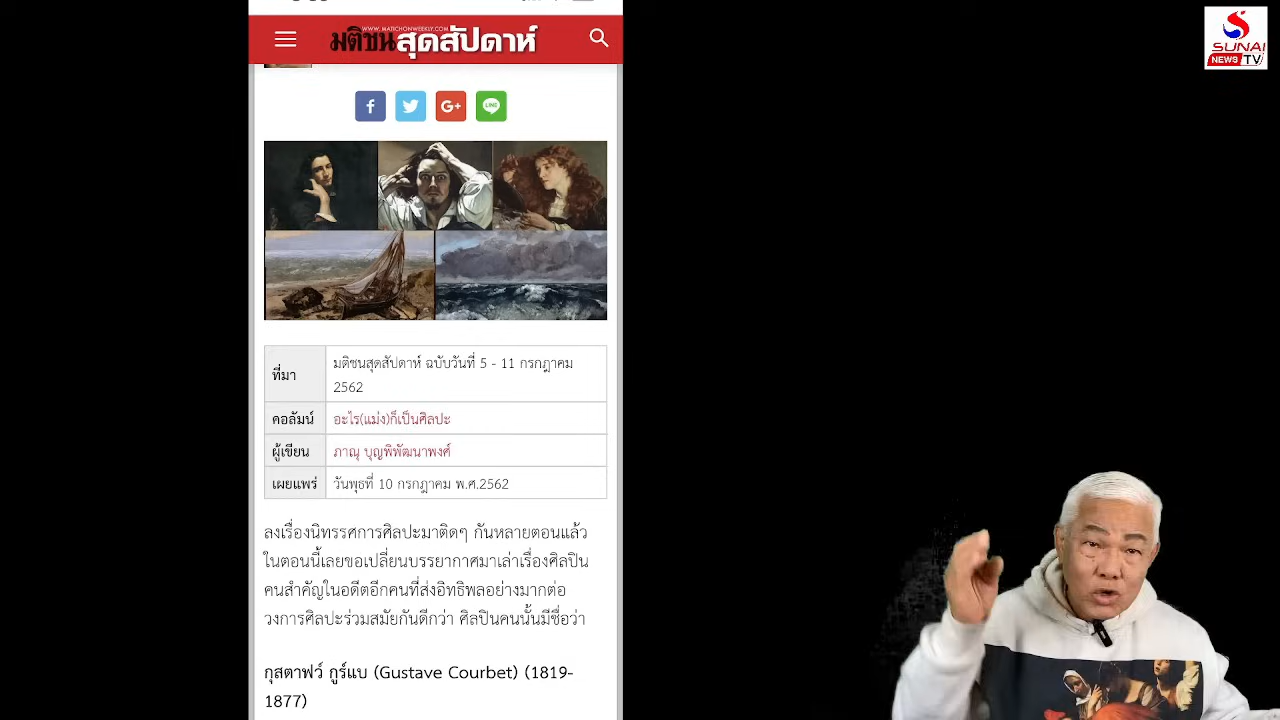 WWW.MATICHONWEEKLY.COM
มติชนสุดสัปดาห์
SUNAI
NEWS TV
f G+ LINE
ที่มา มติชนสุดสัปดาห์ ฉบับวันที่ 5 - 11 กรกฎาคม
2562
คอลัมน์ อะไร(แม่ง)ก็เป็นศิลปะ
ผู้เขียน ภาณุ บุญพิพัฒนาพงศ์
เผยแพร่ วันพุธที่ 10 กรกฎาคม พ.ศ.2562
ลงเรื่องนิทรรศการศิลปะมาติดๆ กันหลายตอนแล้ว
ในตอนนี้เลยขอเปลี่ยนบรรยากาศมาเล่าเรื่องศิลปิน
คนสำคัญในอดีตอีกคนที่ส่งอิทธิพลอย่างมากต่อ
วงการศิลปะร่วมสมัยกันดีกว่า ศิลปินคนนั้นมีชื่อว่า
กุสตาฟว์ กูร์แบ (Gustave Courbet) (1819-
1877)